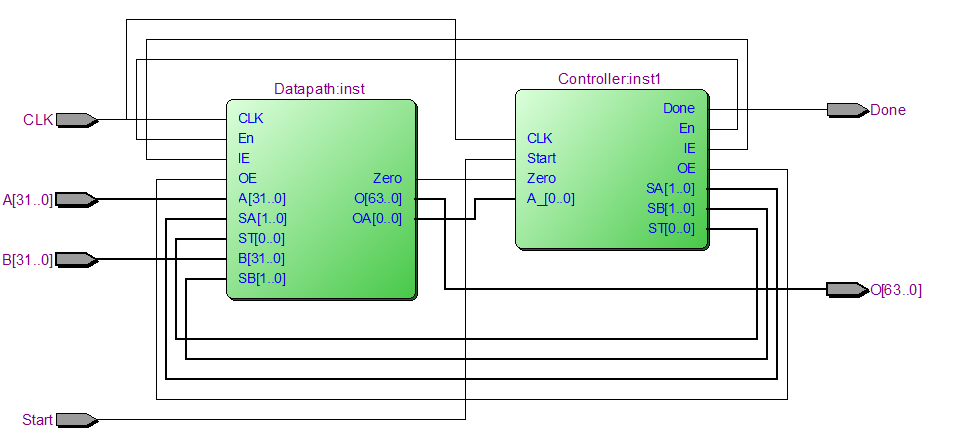 Datapath:inst
Controller:inst1
CLK
A[31..0]
B[31..0]
Start
CLK
En
IE
OE
A[31..0]
SA[1..0]
ST[0..0]
B[31..0]
SB[1..0]
Zero
O[63..0]
OA[0..0]
CLK
Start
Zero
A_[0..0]
Done
En
IE
OE
SA[1..0]
SB[1..0]
ST[0..0]
Done
O[63..0]